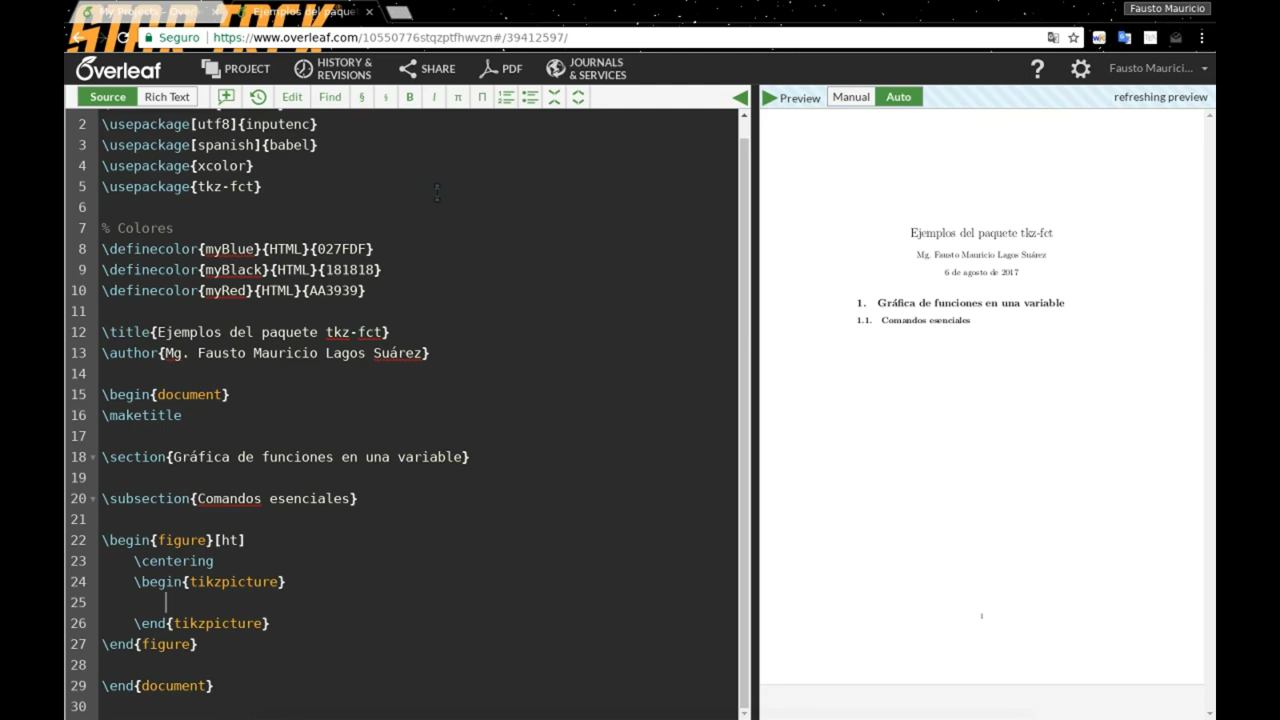 My Projects - Overl
Ejemplos del paque
Fausto Mauricio
Seguro https://www.overleaf.com/10550776stqzptfhwvzn#/39412597/
Overleaf PROJECT HISTORY & REVISIONS SHARE PDF JOURNALS & SERVICES ? Fausto Maurici...
Source Rich Text Edit Find § § B I π Π Preview Manual Auto refreshing preview
2 \usepackage[utf8]{inputenc}
3 \usepackage[spanish]{babel}
4 \usepackage{xcolor}
5 \usepackage{tkz-fct}
6
7 % Colores
8 \definecolor{myBlue}{HTML}{027FDF}
9 \definecolor{myBlack}{HTML}{181818}
10 \definecolor{myRed}{HTML}{AA3939}
11
12 \title{Ejemplos del paquete tkz-fct}
13 \author{Mg. Fausto Mauricio Lagos Suárez}
14
15 \begin{document}
16 \maketitle
17
18 \section{Gráfica de funciones en una variable}
19
20 \subsection{Comandos esenciales}
21
22 \begin{figure}[ht]
23 \centering
24 \begin{tikzpicture}
25
26 \end{tikzpicture}
27 \end{figure}
28
29 \end{document}
30
Ejemplos del paquete tkz-fct
Mg. Fausto Mauricio Lagos Suárez
6 de agosto de 2017
1. Gráfica de funciones en una variable
1.1. Comandos esenciales
1